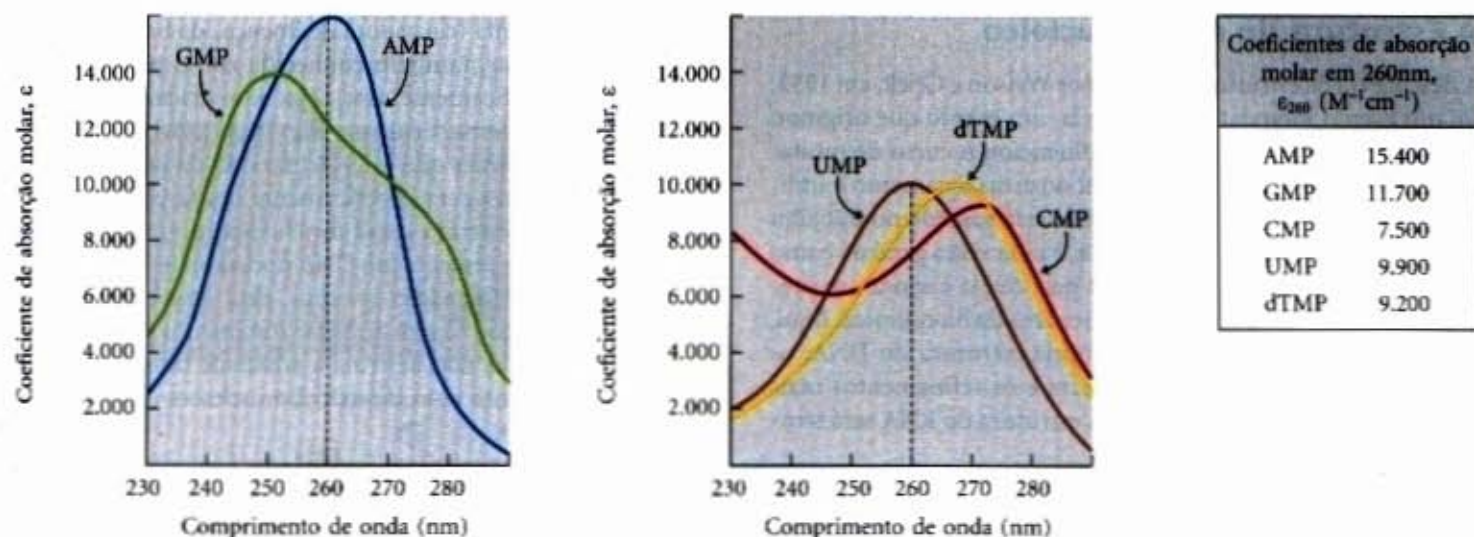 Coeficiente de absorção molar, ε
14.000
12.000
10.000
8.000
6.000
4.000
2.000
GMP
AMP
230 240 250 260 270 280
Comprimento de onda (nm)
Coeficiente de absorção molar, ε
14.000
12.000
10.000
8.000
6.000
4.000
2.000
UMP
dTMP
CMP
230 240 250 260 270 280
Comprimento de onda (nm)
Coeficientes de absorção
molar em 260nm,
ε₂₆₀ (M⁻¹cm⁻¹)
AMP 15.400
GMP 11.700
CMP 7.500
UMP 9.900
dTMP 9.200